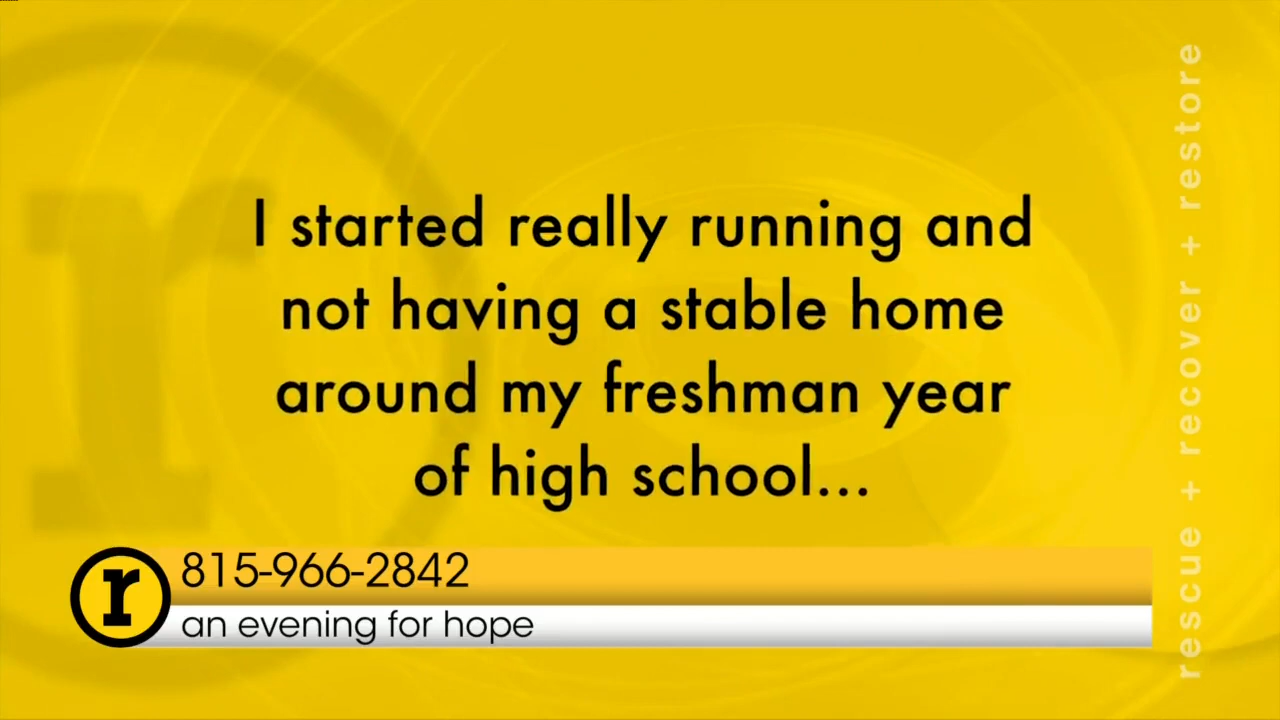 I started really running and
not having a stable home
around my freshman year
of high school...
r
815-966-2842
an evening for hope
rescue + recover + restore
r